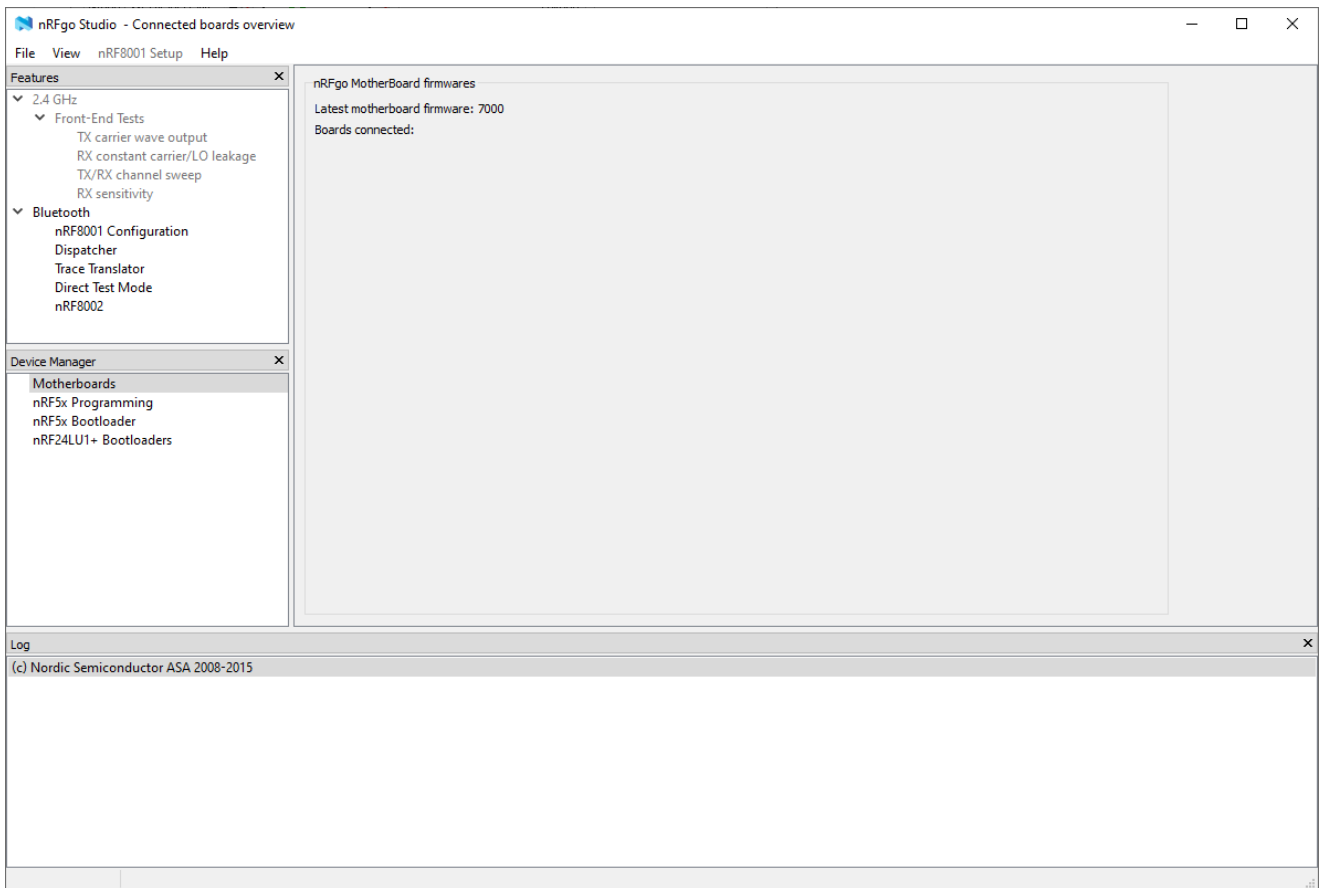 nRFgo Studio - Connected boards overview
File View nRF8001 Setup Help
Features
2.4 GHz
Front-End Tests
TX carrier wave output
RX constant carrier/LO leakage
TX/RX channel sweep
RX sensitivity
Bluetooth
nRF8001 Configuration
Dispatcher
Trace Translator
Direct Test Mode
nRF8002
Device Manager
Motherboards
nRF5x Programming
nRF5x Bootloader
nRF24LU1+ Bootloaders
nRFgo MotherBoard firmwares
Latest motherboard firmware: 7000
Boards connected:
Log
(c) Nordic Semiconductor ASA 2008-2015